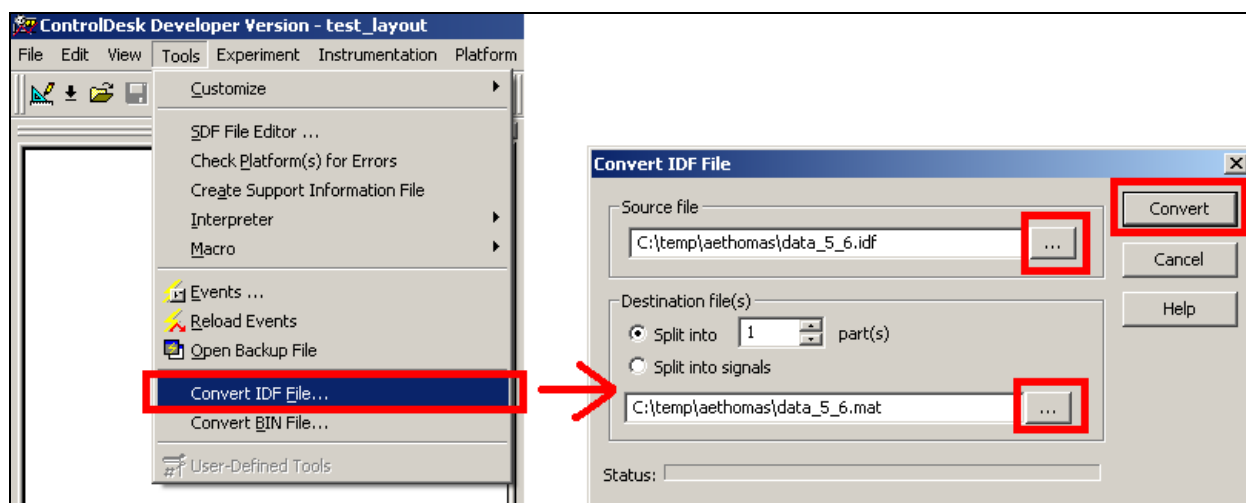 ControlDesk Developer Version - test_layout
File Edit View Tools Experiment Instrumentation Platform
Customize
SDF File Editor ...
Check Platform(s) for Errors
Create Support Information File
Interpreter
Macro
Events ...
Reload Events
Open Backup File
Convert IDF File...
Convert BIN File...
User-Defined Tools
Convert IDF File
Source file
C:\temp\aethomas\data_5_6.idf
...
Convert
Cancel
Help
Destination file(s)
Split into 1 part(s)
Split into signals
C:\temp\aethomas\data_5_6.mat
...
Status: